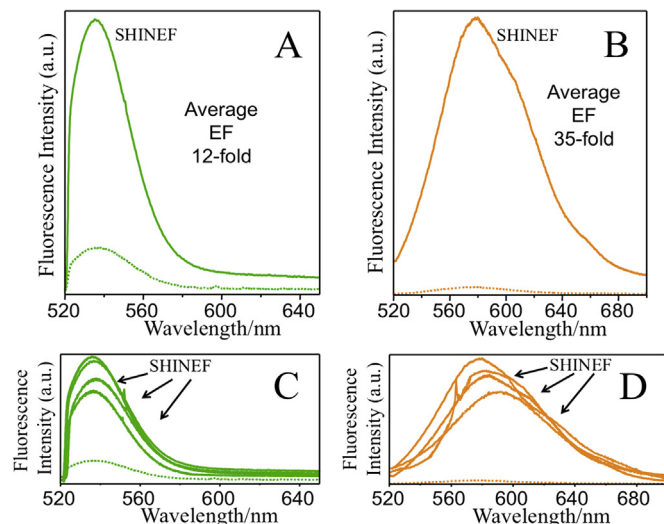 SHINEF
A
Average
EF
12-fold
Fluorescence Intensity (a.u.)
520 560 600 640
Wavelength/nm
SHINEF
B
Average
EF
35-fold
Fluorescence Intensity (a.u.)
520 560 600 640 680
Wavelength/nm
SHINEF
C
Fluorescence
Intensity (a.u.)
520 560 600 640
Wavelength/nm
SHINEF
D
Fluorescence
Intensity (a.u.)
520 560 600 640 680
Wavelength/nm